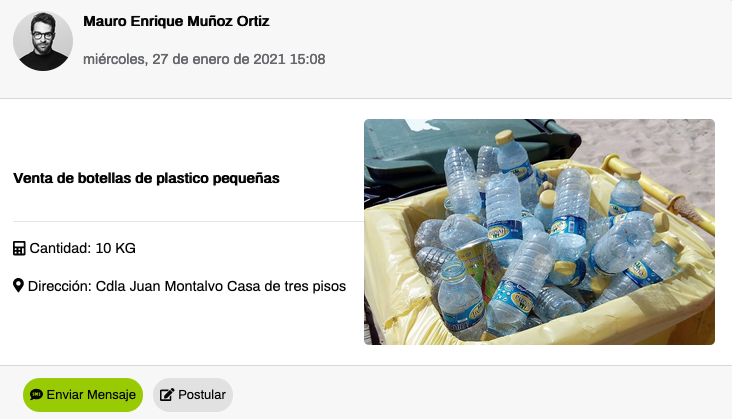 Mauro Enrique Muñoz Ortiz
miércoles, 27 de enero de 2021 15:08
Venta de botellas de plastico pequeñas
Cantidad: 10 KG
Dirección: Cdla Juan Montalvo Casa de tres pisos
Enviar Mensaje
Postular